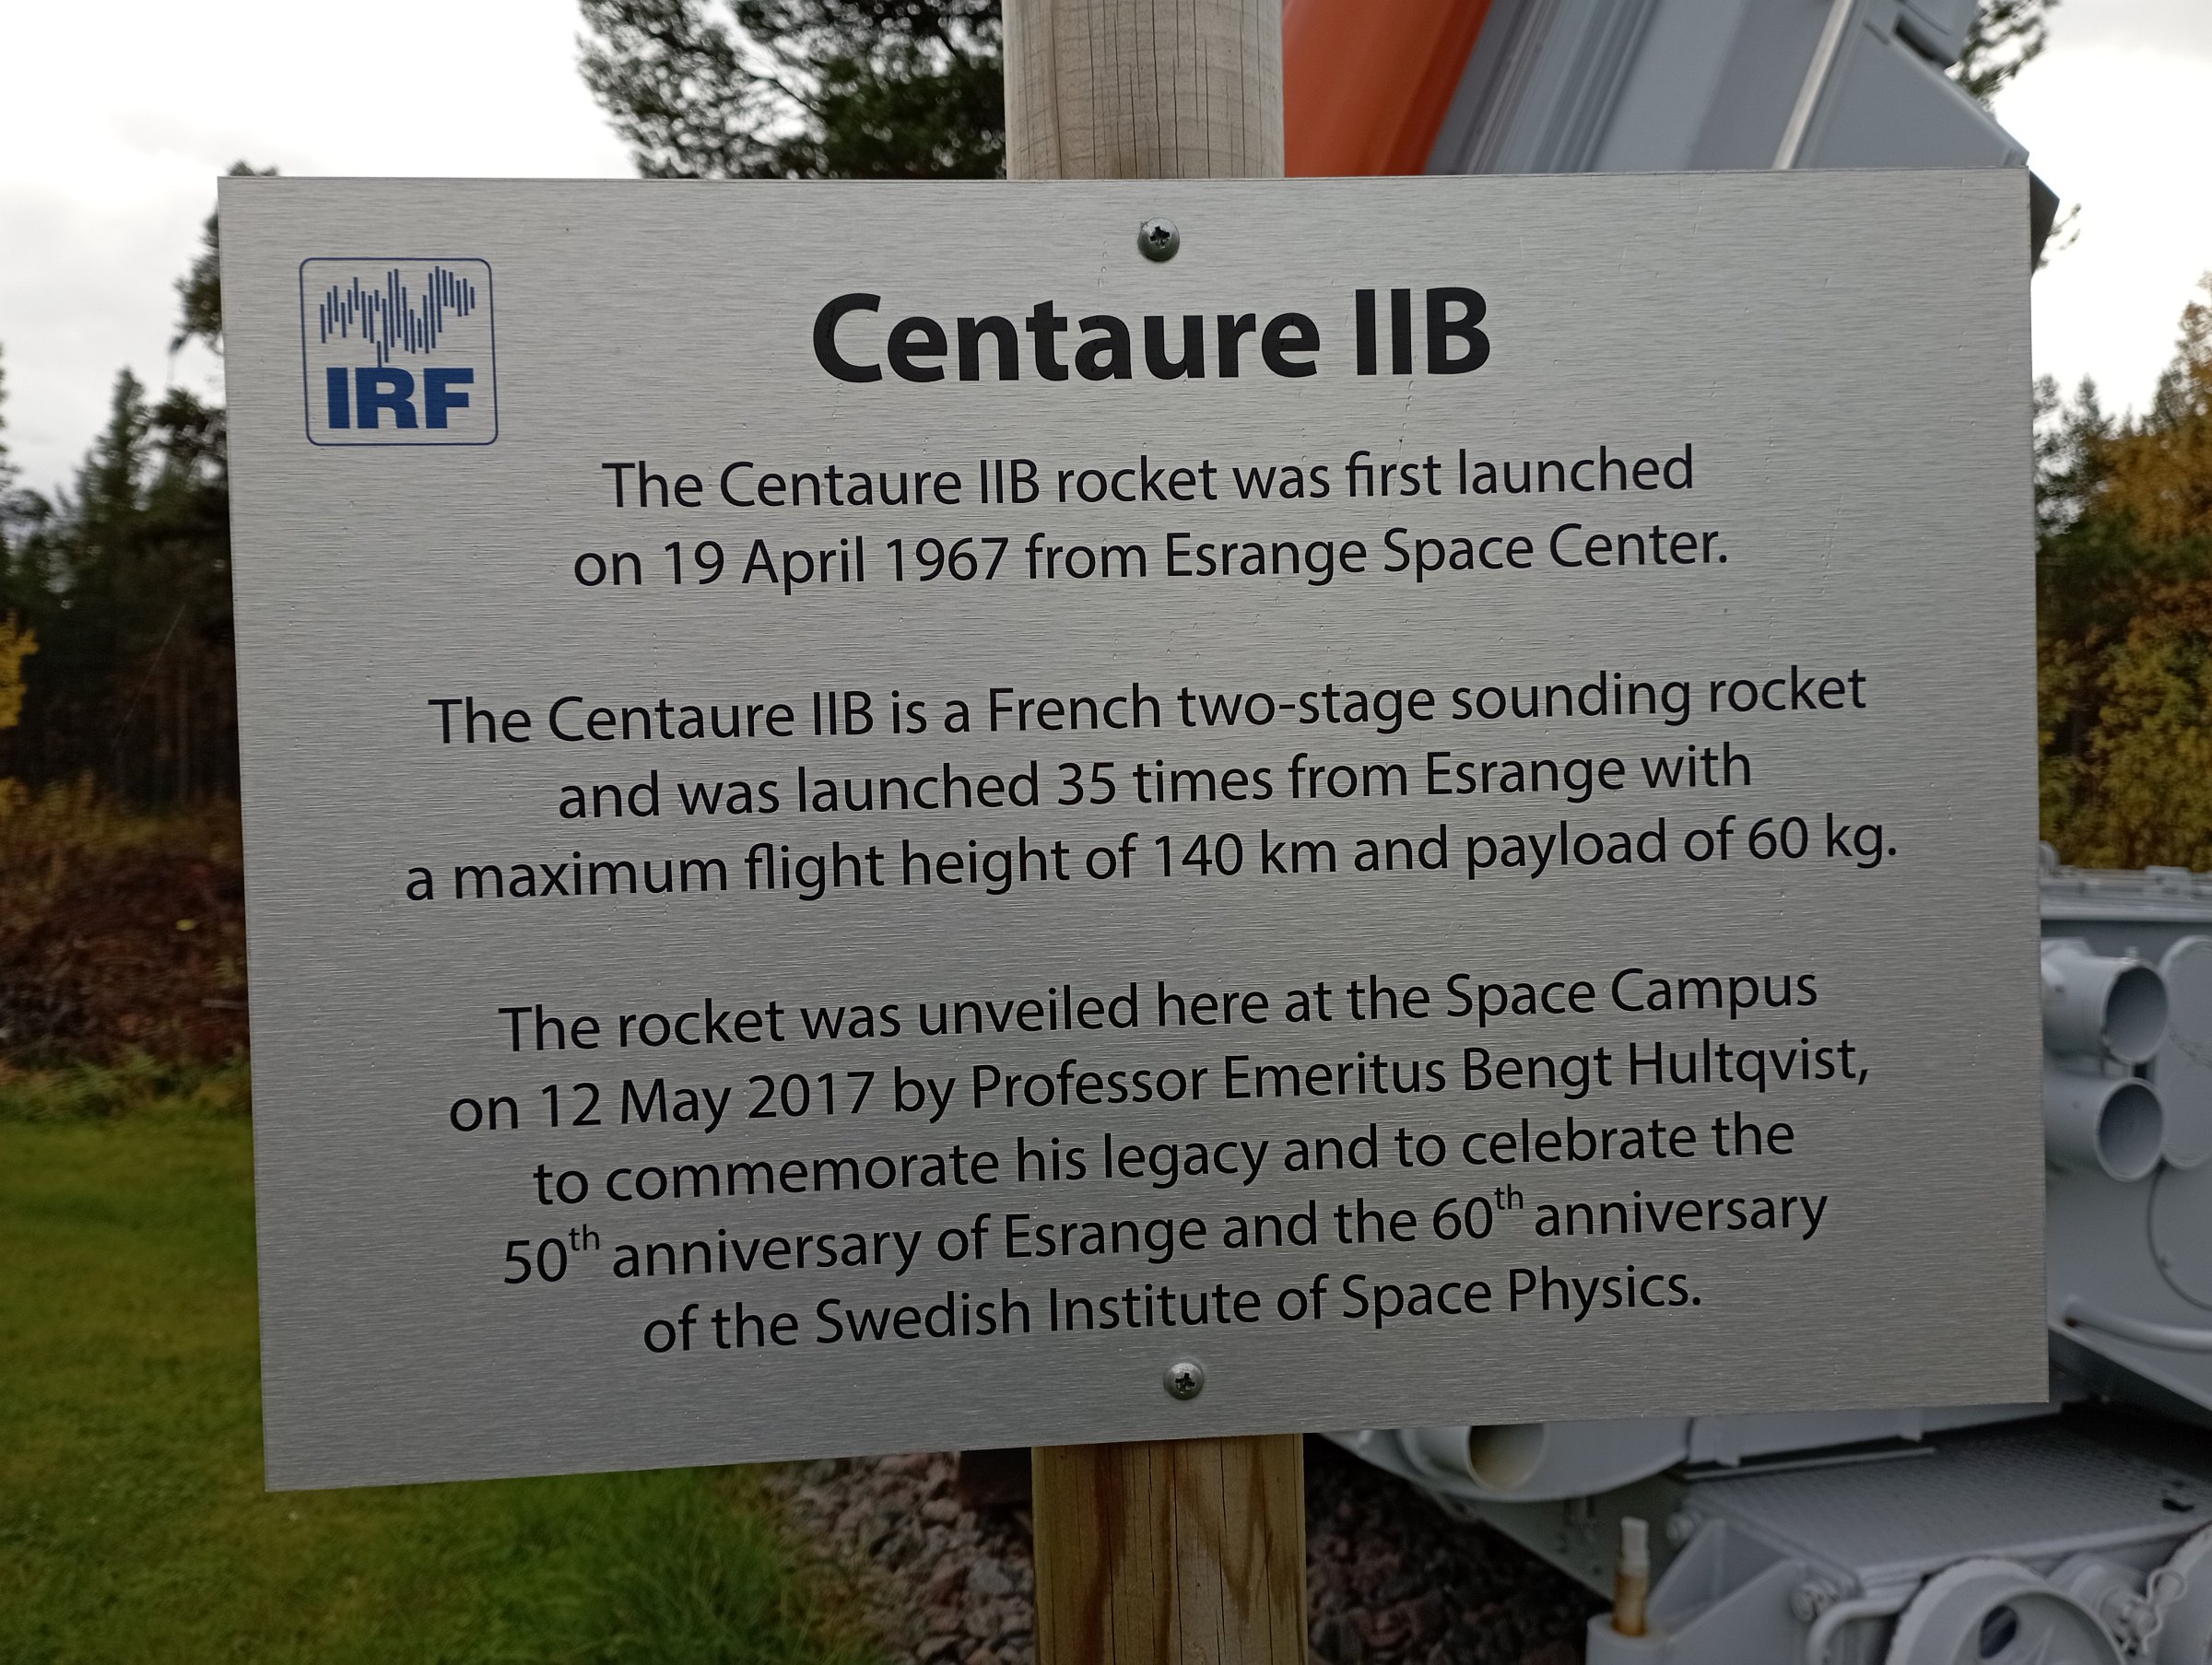 IRF
Centaure IIB
The Centaure IIB rocket was first launched
on 19 April 1967 from Esrange Space Center.
The Centaure IIB is a French two-stage sounding rocket
and was launched 35 times from Esrange with
a maximum flight height of 140 km and payload of 60 kg.
The rocket was unveiled here at the Space Campus
on 12 May 2017 by Professor Emeritus Bengt Hultqvist,
to commemorate his legacy and to celebrate the
50th anniversary of Esrange and the 60th anniversary
of the Swedish Institute of Space Physics.